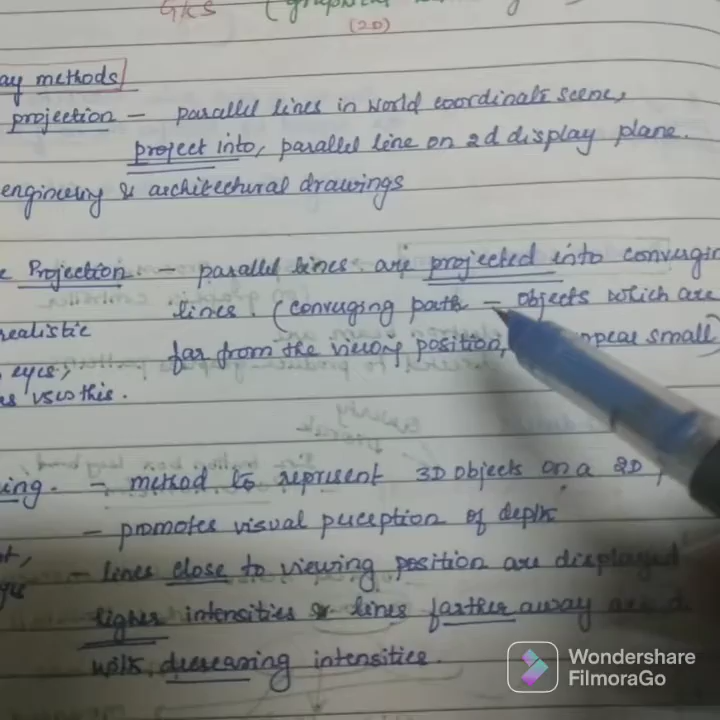 GKS (graphical
(2D)
ay methods
projection - parallel lines in world coordinate scene,
project into, parallel line on 2d display plane.
engineering & architectural drawings
e Projection - parallel lines are projected into convergin
lines. (converging path - objects which are
realistic
far from the viewing position, appear small)
eyes,
es uses this.
ing. - method to represent 3D objects on a 2D
- promotes visual perception of depth
- lines close to viewing position are displayed
higher intensities & lines farther away are d
with decreasing intensities.
Wondershare
FilmoraGo